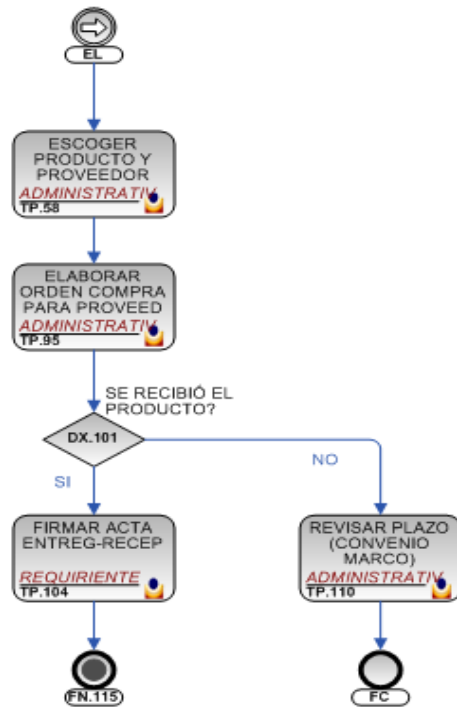 EL
ESCOGER
PRODUCTO Y
PROVEEDOR
ADMINISTRATIV
TP.58
ELABORAR
ORDEN COMPRA
PARA PROVEED
ADMINISTRATIV
TP.95
SE RECIBIÓ EL
PRODUCTO?
DX.101
NO
SI
FIRMAR ACTA
ENTREG-RECEP
REQUIRIENTE
TP.104
REVISAR PLAZO
(CONVENIO
MARCO)
ADMINISTRATIV
TP.110
FN.115
FC